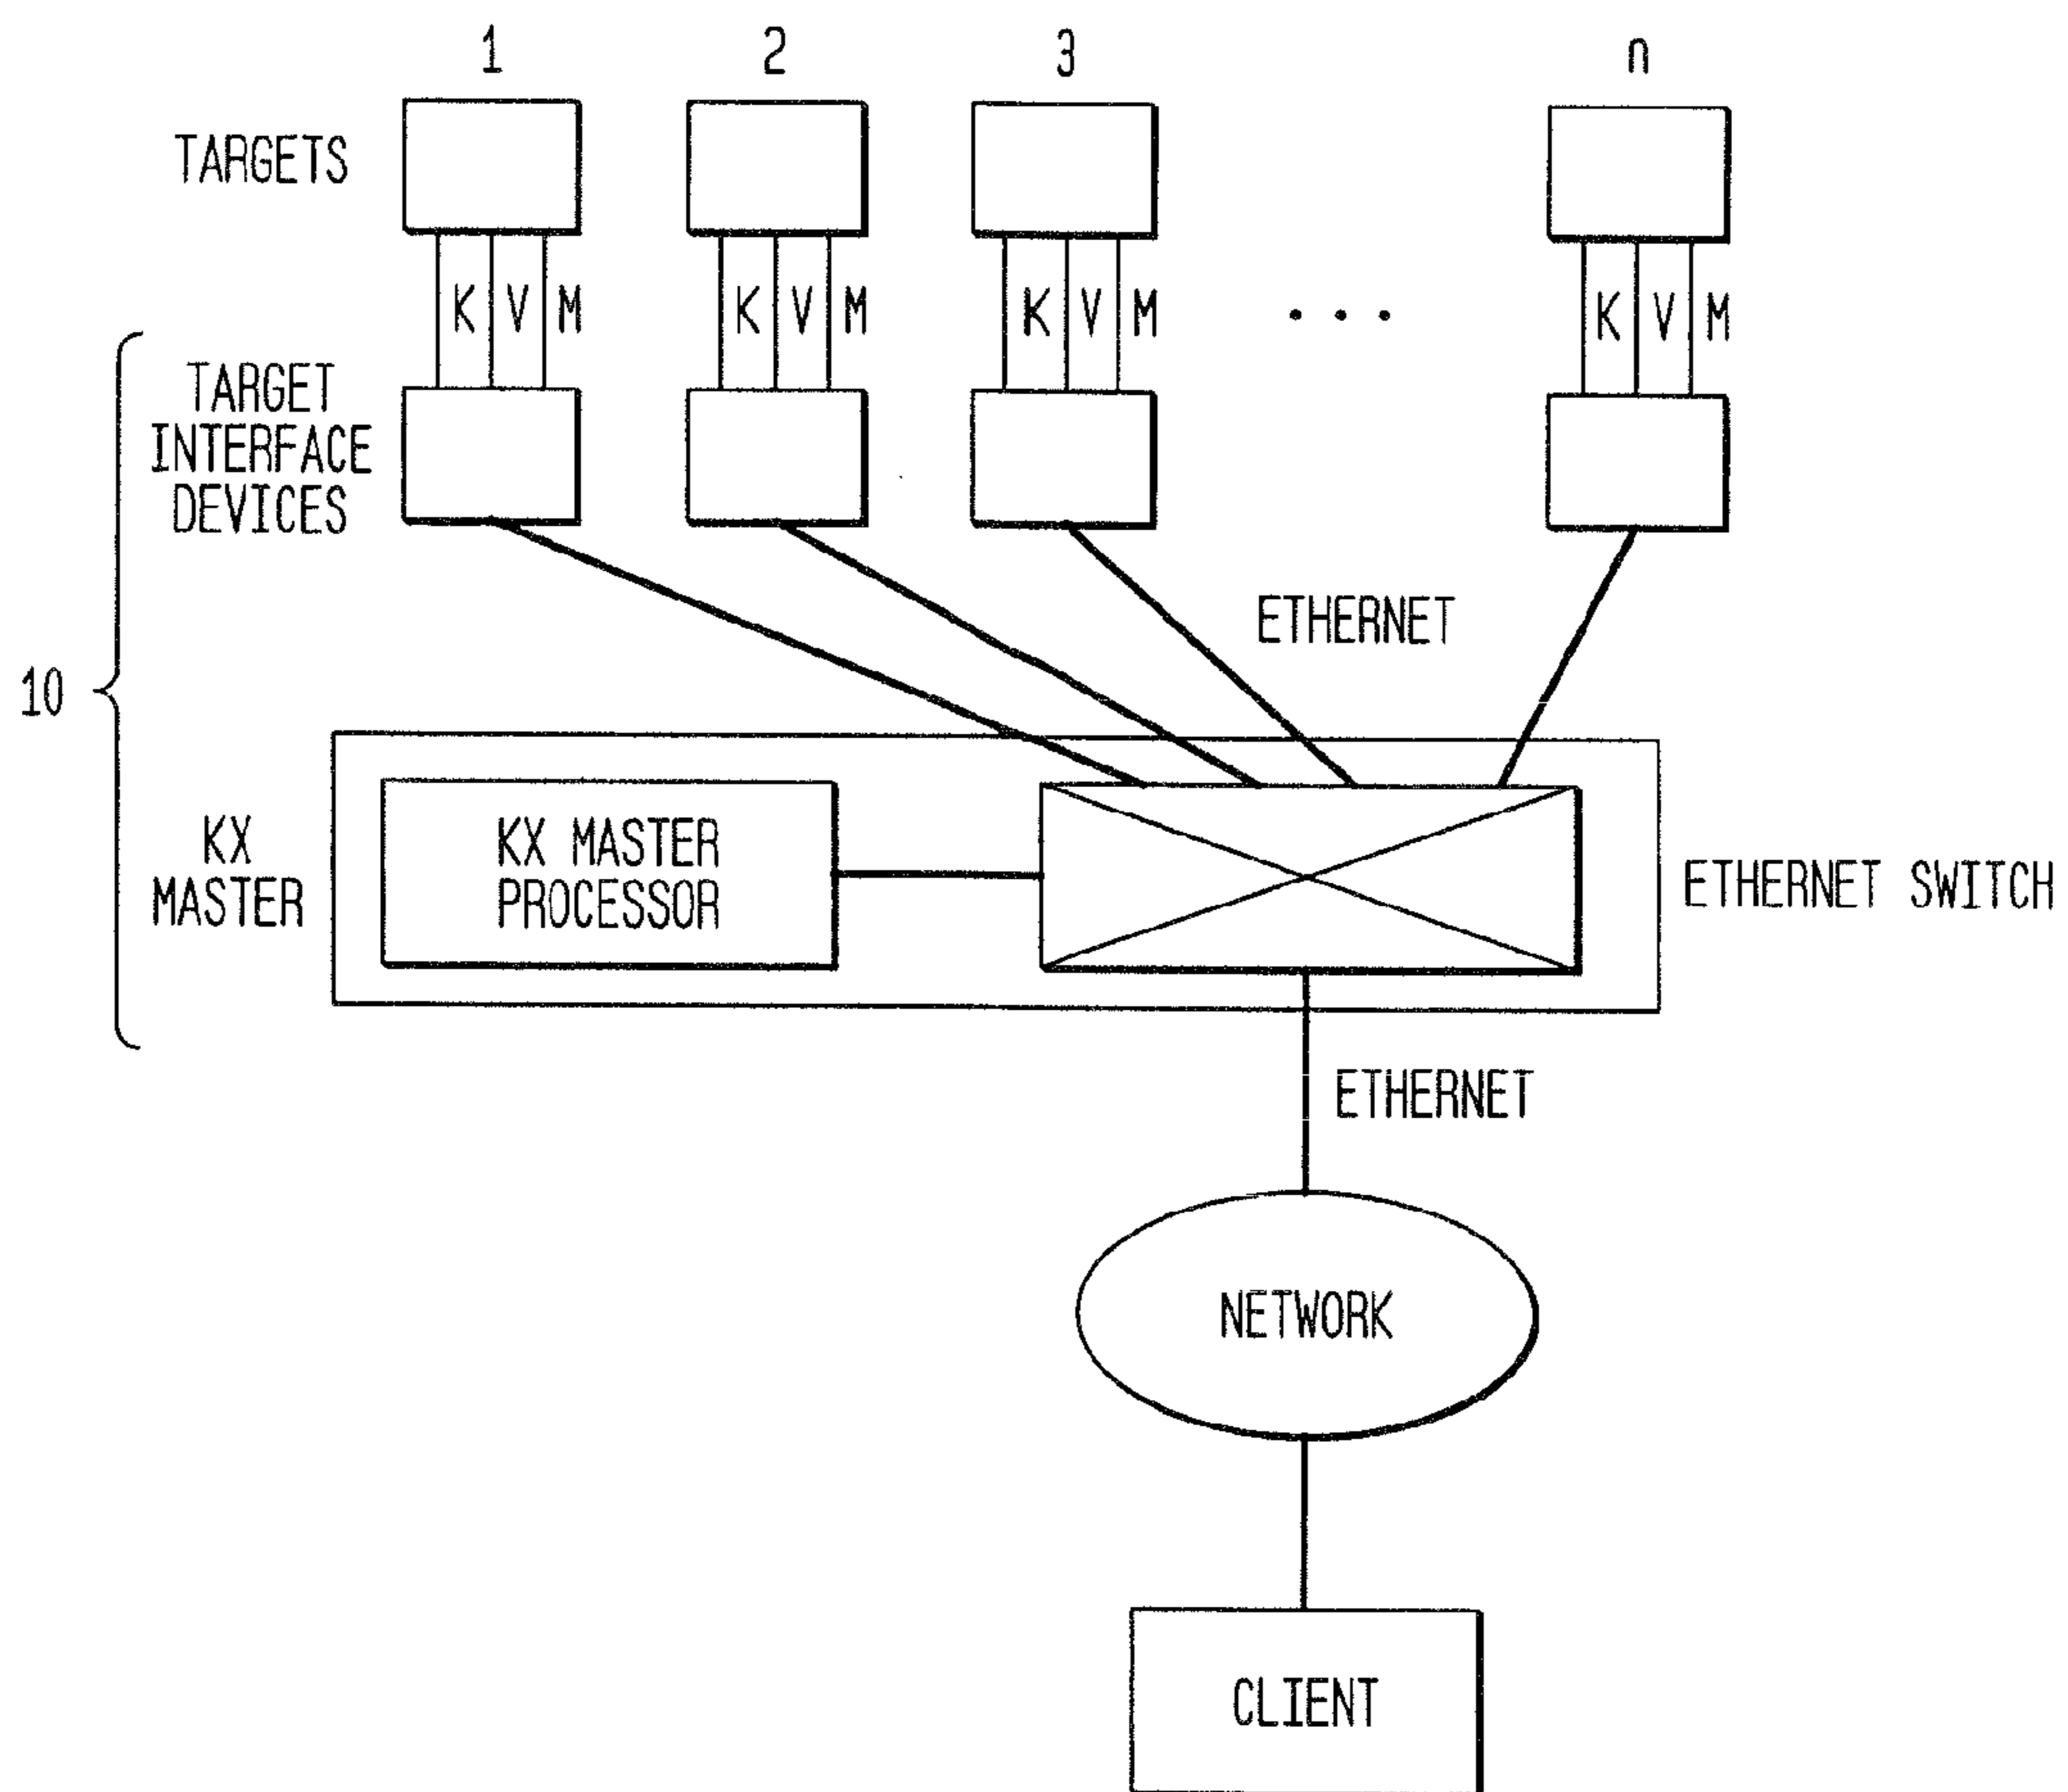 1 2 3 n
TARGETS
K V M K V M K V M . . . K V M
TARGET
INTERFACE
DEVICES
ETHERNET
10
KX
MASTER
KX MASTER
PROCESSOR
ETHERNET SWITCH
ETHERNET
NETWORK
CLIENT